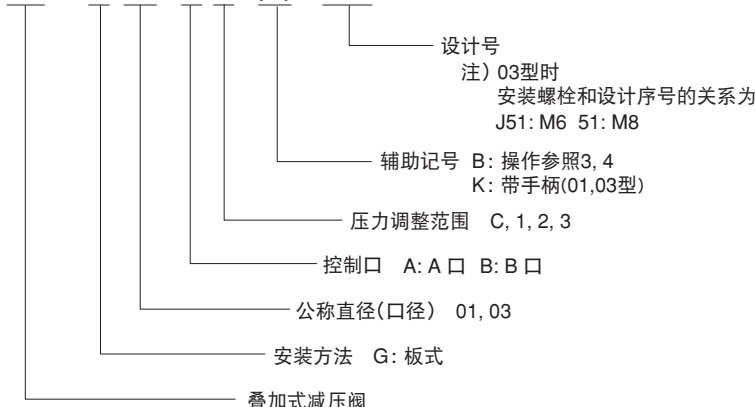 设计号
注）03型时
安装螺栓和设计序号的关系为
J51: M6 51: M8
辅助记号 B: 操作参照3, 4
K: 带手柄(01,03型)
压力调整范围 C, 1, 2, 3
控制口 A: A 口 B: B 口
公称直径(口径) 01, 03
安装方法 G: 板式
叠加式减压阀